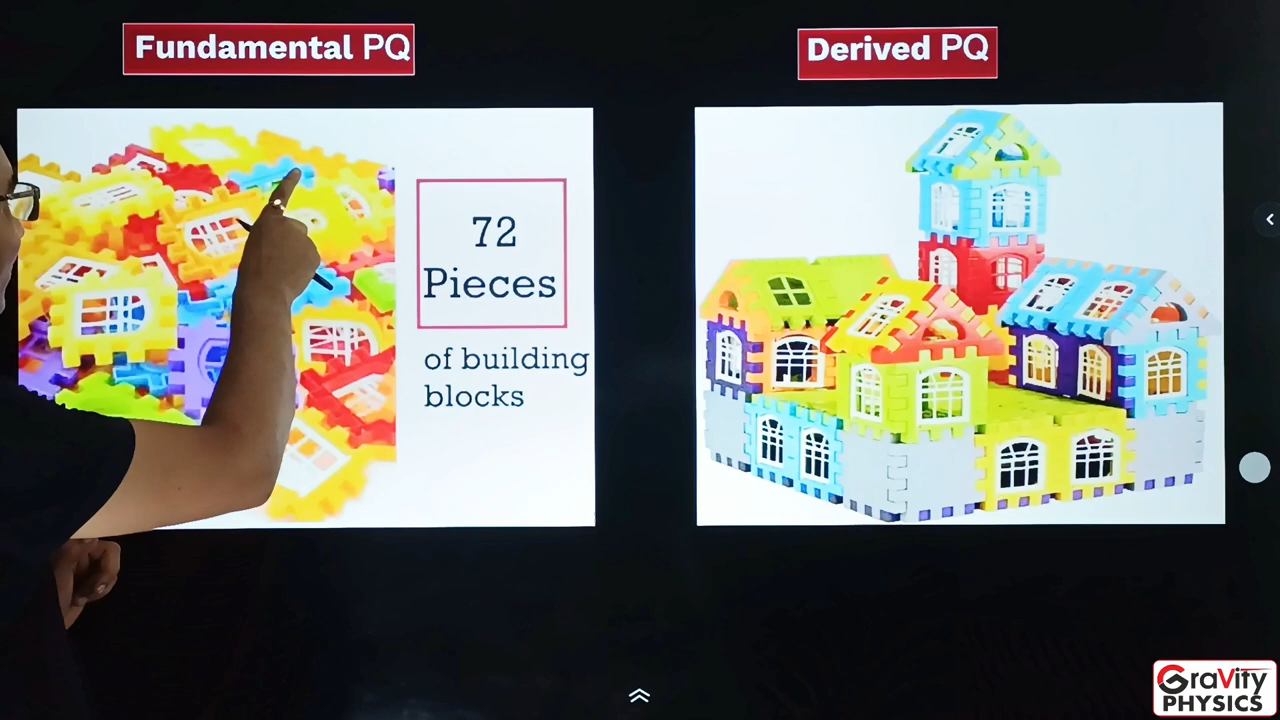 Fundamental PQ
Derived PQ
72
Pieces
of building
blocks
GraVity
PHYSICS